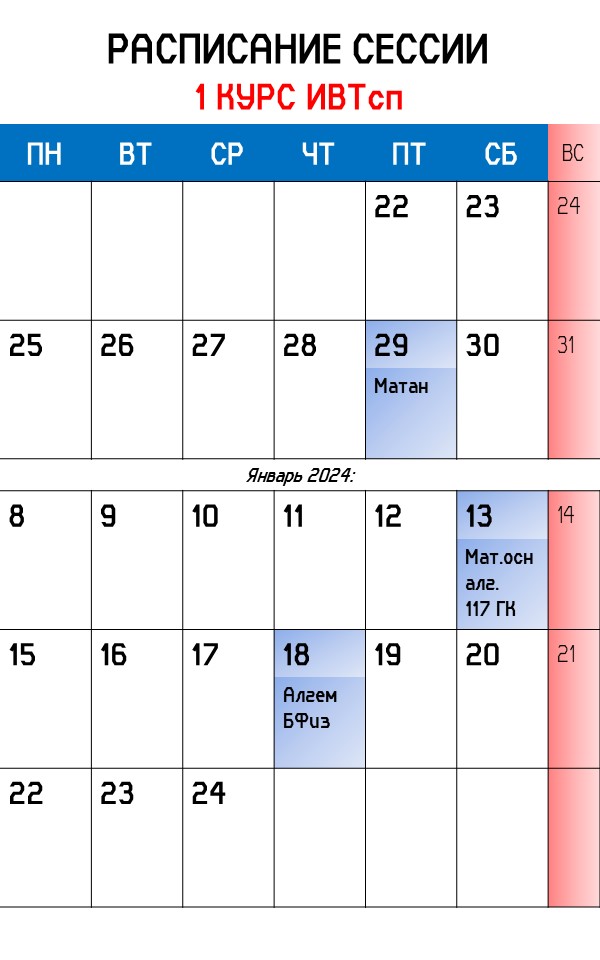 РАСПИСАНИЕ СЕССИИ
1 КУРС ИВТсп
ПН ВТ СР ЧТ ПТ СБ ВС
22 23 24
25 26 27 28 29 30 31
Матан
Январь 2024:
8 9 10 11 12 13 14
Мат.осн
алг.
117 ГК
15 16 17 18 19 20 21
Алгем
БФиз
22 23 24